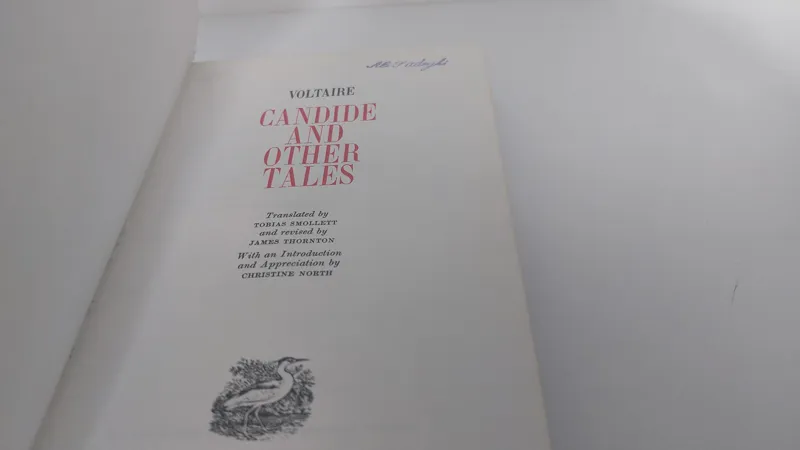 VOLTAIRE
CANDIDE
AND
OTHER
TALES
Translated by
TOBIAS SMOLLETT
and revised by
JAMES THORNTON
With an Introduction
and Appreciation by
CHRISTINE NORTH